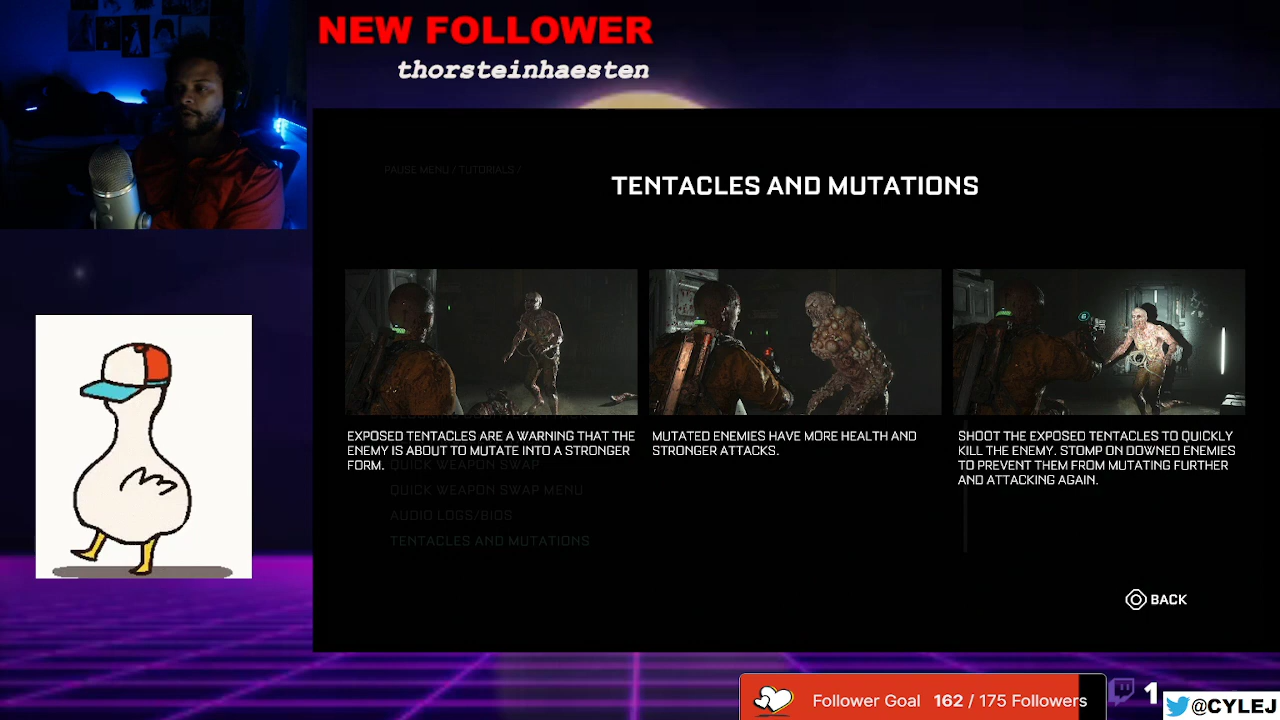 NEW FOLLOWER
thorsteinhaesten
PAUSE MENU / TUTORIALS /
TENTACLES AND MUTATIONS
EXPOSED TENTACLES ARE A WARNING THAT THE
ENEMY IS ABOUT TO MUTATE INTO A STRONGER
FORM.
MUTATED ENEMIES HAVE MORE HEALTH AND
STRONGER ATTACKS.
SHOOT THE EXPOSED TENTACLES TO QUICKLY
KILL THE ENEMY. STOMP ON DOWNED ENEMIES
TO PREVENT THEM FROM MUTATING FURTHER
AND ATTACKING AGAIN.
QUICK WEAPON SWAP
QUICK WEAPON SWAP MENU
AUDIO LOGS/BIOS
TENTACLES AND MUTATIONS
BACK
Follower Goal 162 / 175 Followers
1
@CYLEJ